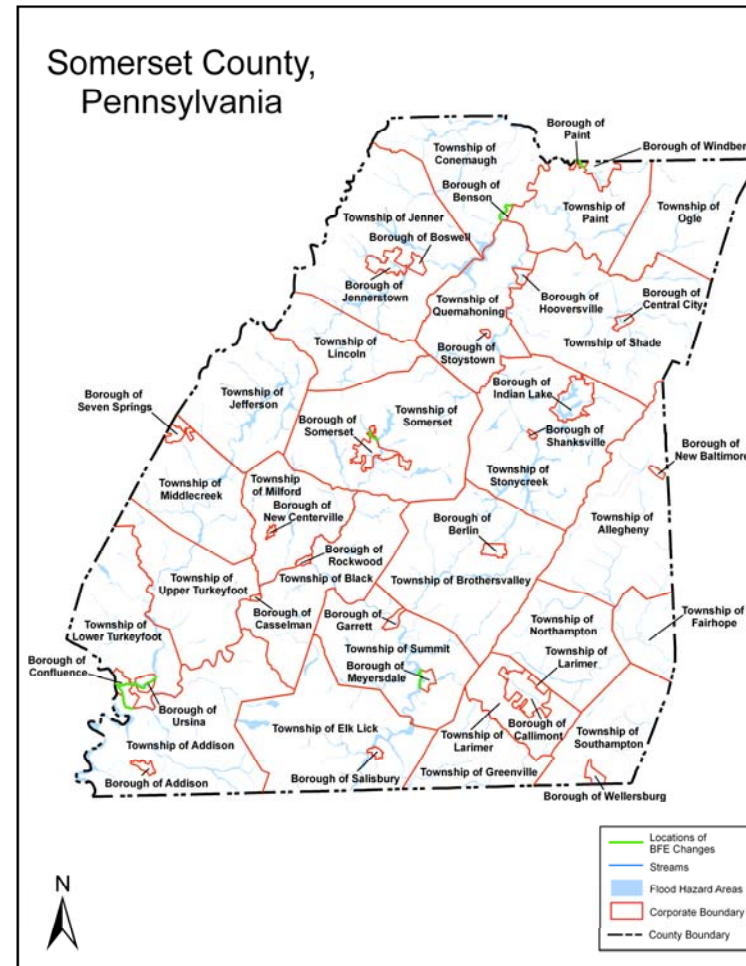 Somerset County,
Pennsylvania
Borough of
Paint
Borough of Windber
Township of
Conemaugh
Borough of
Benson
Township of
Paint
Township of
Ogle
Township of Jenner
Borough of Boswell
Borough of
Jennerstown
Township of
Quemahoning
Borough of
Hooversville
Borough of
Central City
Township of
Lincoln
Borough of
Stoystown
Township of Shade
Borough of
Seven Springs
Township of
Jefferson
Borough of
Somerset
Township of
Somerset
Borough of
Indian Lake
Borough of
Shanksville
Borough of
New Baltimore
Township of
Middlecreek
Township
of Milford
Borough of
New Centerville
Township of
Stonycreek
Township of
Allegheny
Borough of
Rockwood
Borough of
Berlin
Township of
Upper Turkeyfoot
Township of Black
Township of Brothersvalley
Borough of
Casselman
Borough of
Garrett
Township of
Northampton
Township of
Fairhope
Township of
Lower Turkeyfoot
Township of Summit
Township of
Larimer
Borough of
Confluence
Borough of
Meyersdale
Borough of
Ursina
Borough of
Callimont
Township of Elk Lick
Township of
Larimer
Township of
Southampton
Township of Addison
Borough of Addison
Borough of Salisbury
Township of Greenville
Borough of Wellersburg
N
Locations of
BFE Changes
Streams
Flood Hazard Areas
Corporate Boundary
County Boundary